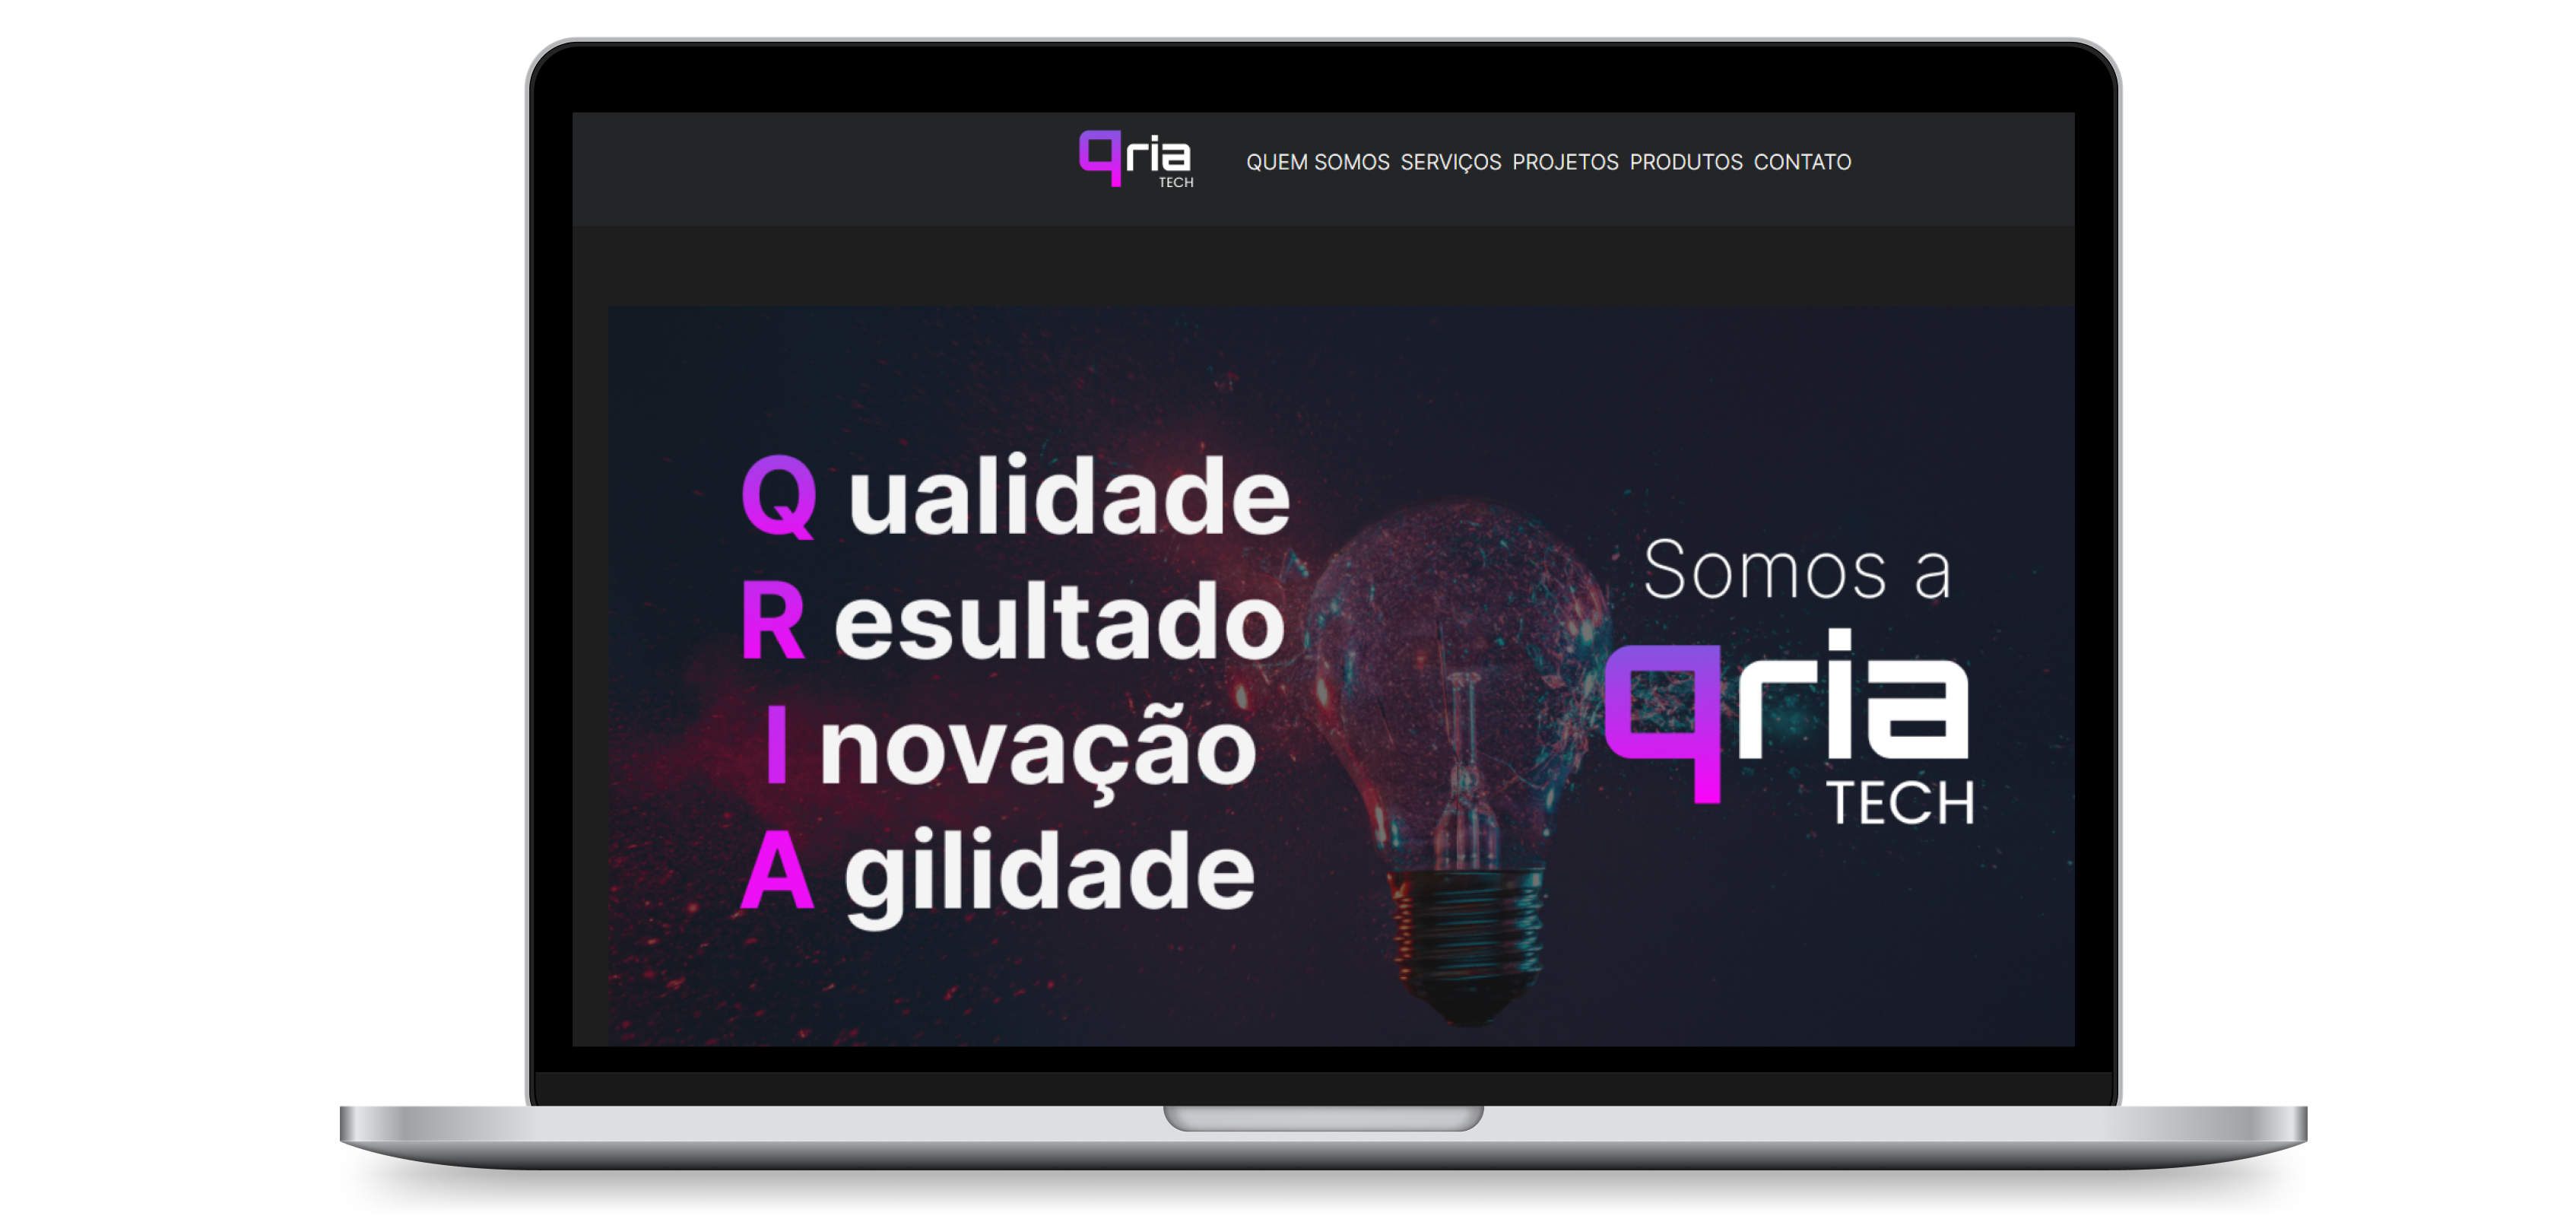 qria
TECH
QUEM SOMOS SERVIÇOS PROJETOS PRODUTOS CONTATO
Q ualidade
R esultado
I novação
A gilidade
Somos a
qria
TECH